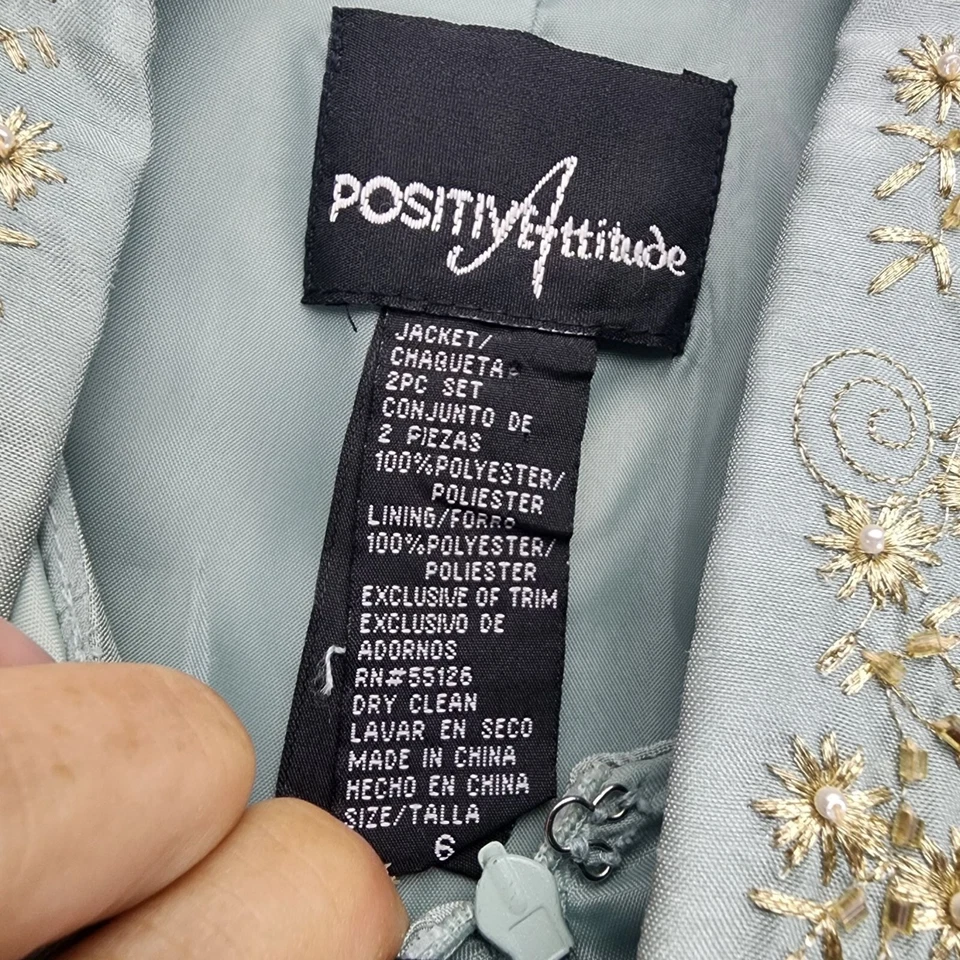 POSITIVE Attitude
JACKET/
CHAQUETA
2PC SET
CONJUNTO DE
2 PIEZAS
100%POLYESTER/
POLIESTER
LINING/FORRO
100%POLYESTER/
POLIESTER
EXCLUSIVE OF TRIM
EXCLUSIVO DE
ADORNOS
RN#55126
DRY CLEAN
LAVAR EN SECO
MADE IN CHINA
HECHO EN CHINA
SIZE/TALLA
6